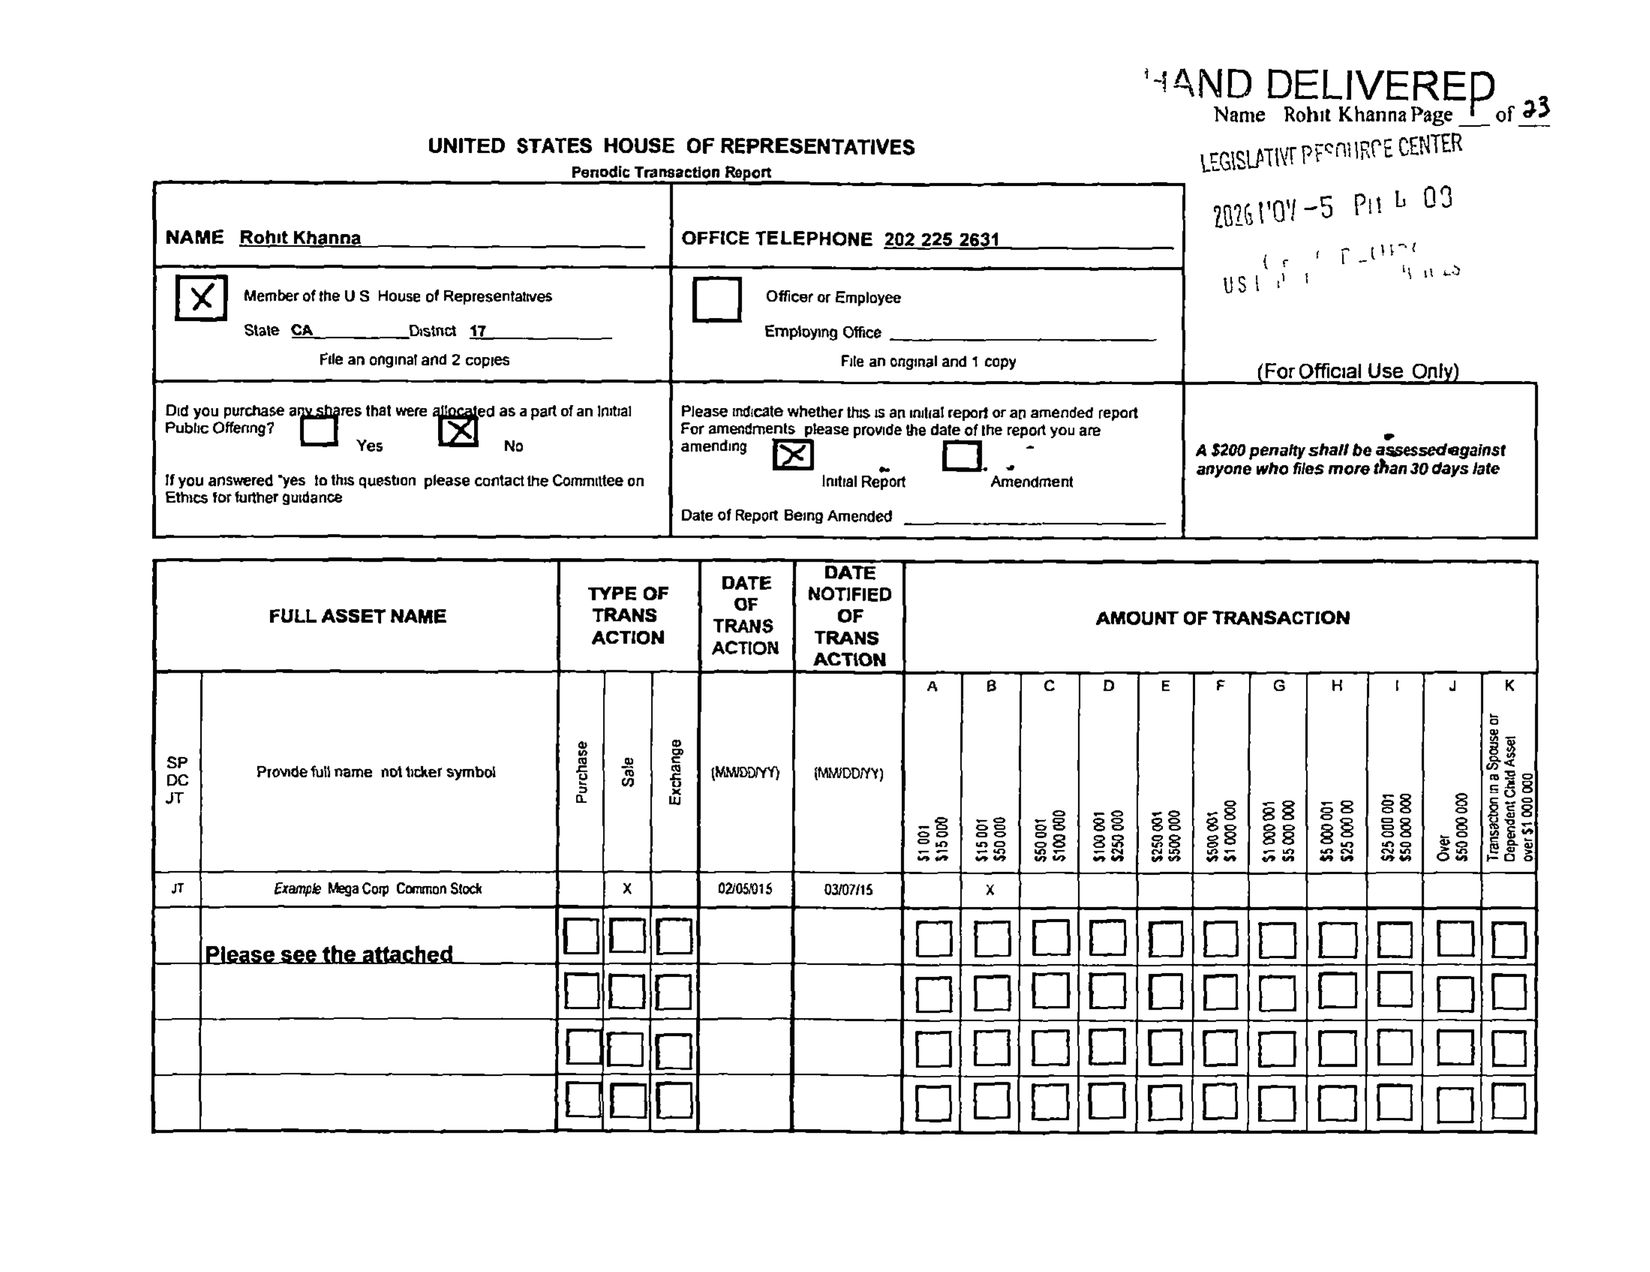 HAND DELIVERED
Name Rohit Khanna Page of 23
LEGISLATIVE RESOURCE CENTER
-5 03
US
UNITED STATES HOUSE OF REPRESENTATIVES
Periodic Transaction Report
NAME Rohit Khanna
OFFICE TELEPHONE 202 225 2631
X Member of the U S House of Representatives
State CA District 17
File an original and 2 copies
Officer or Employee
Employing Office
File an original and 1 copy
(For Official Use Only)
Did you purchase any shares that were allocated as a part of an Initial
Public Offering?
Yes X No
If you answered "yes to this question please contact the Committee on
Ethics for further guidance
Please indicate whether this is an initial report or an amended report
For amendments please provide the date of the report you are
amending
X Initial Report Amendment
Date of Report Being Amended
A $200 penalty shall be assessed against
anyone who files more than 30 days late
FULL ASSET NAME
TYPE OF
TRANS
ACTION
DATE
OF
TRANS
ACTION
DATE
NOTIFIED
OF
TRANS
ACTION
AMOUNT OF TRANSACTION
A B C D E F G H I J K
SP
DC
JT
Provide full name not ticker symbol
Purchase
Sale
Exchange
(MM/DD/YY)
(MM/DD/YY)
$1 001
$15 000
$15 001
$50 000
$50 001
$100 000
$100 001
$250 000
$250 001
$500 000
$500 001
$1 000 000
$1 000 001
$5 000 000
$5 000 001
$25 000 00
$25 000 001
$50 000 000
Over
$50 000 000
Transaction in a Spouse or
Dependent Child Asset
over $1 000 000
JT Example Mega Corp Common Stock X 02/05/015 03/07/15 X
Please see the attached